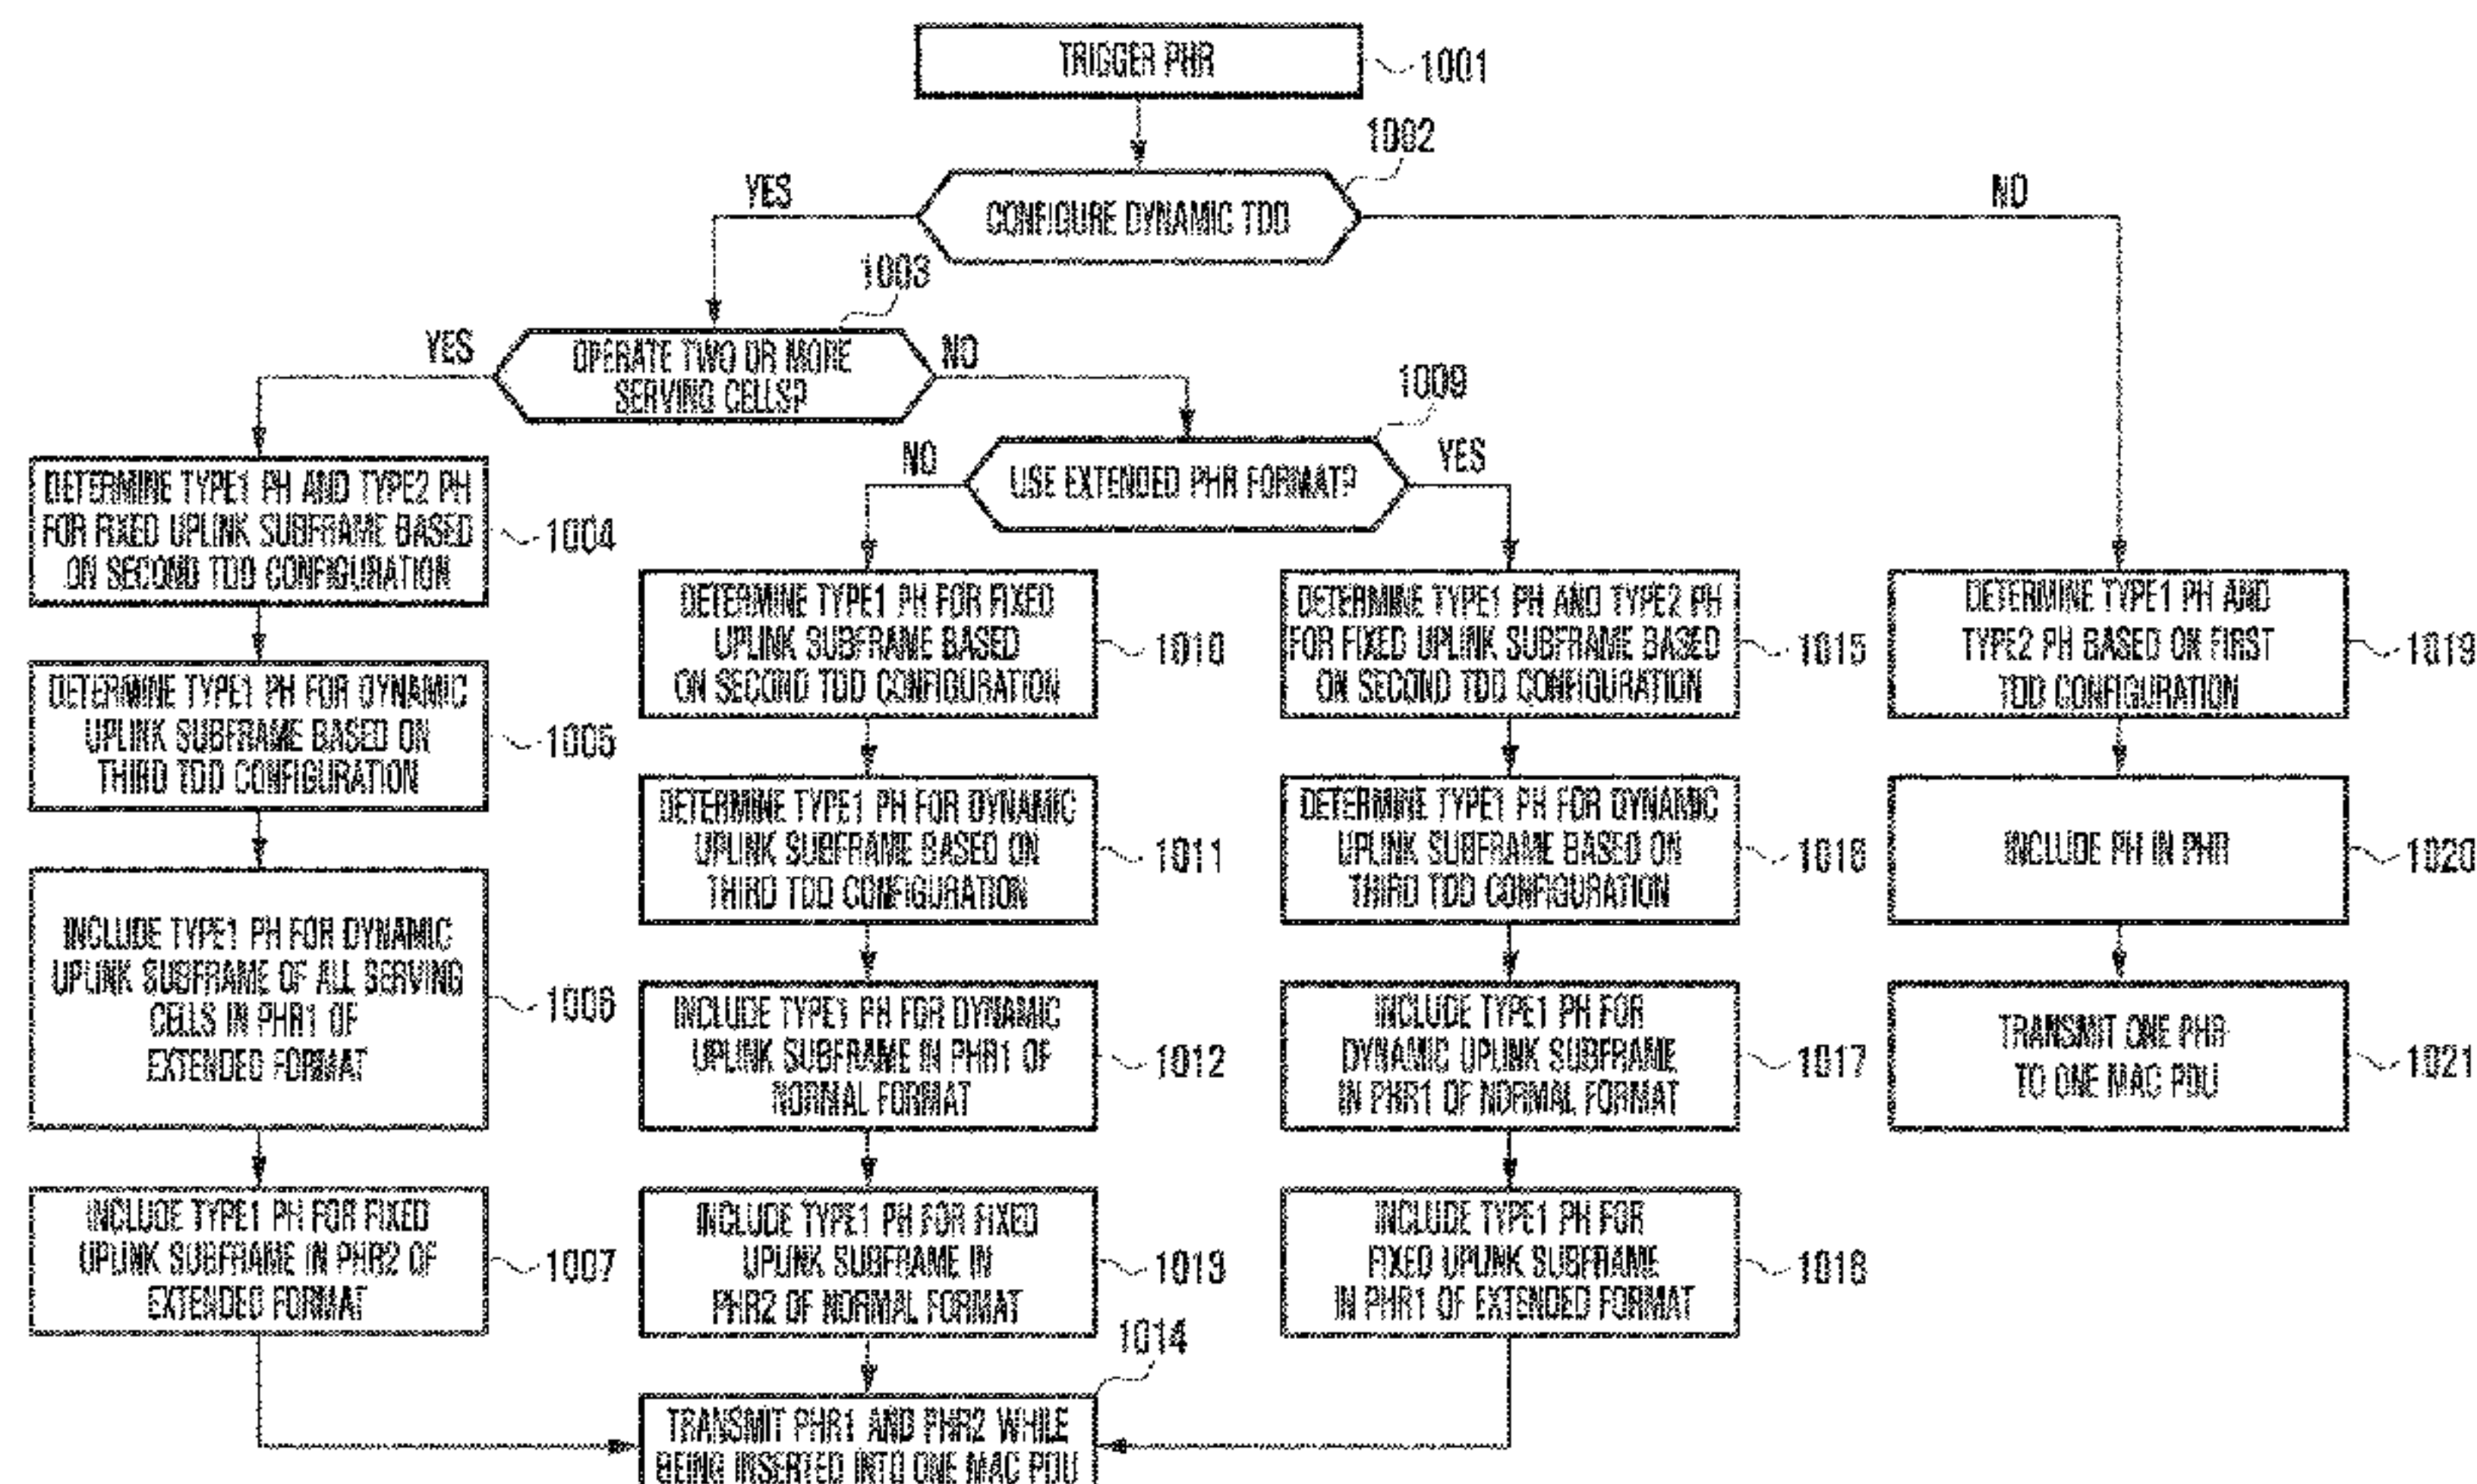 TRIGGER PHR
1001
1002
YES
CONFIGURE DYNAMIC TDD
NO
1003
YES
OPERATE TWO OR MORE
SERVING CELLS?
NO
1009
NO
USE EXTENDED PHR FORMAT?
YES
DETERMINE TYPE1 PH AND TYPE2 PH
FOR FIXED UPLINK SUBFRAME BASED
ON SECOND TDD CONFIGURATION
1004
DETERMINE TYPE1 PH FOR DYNAMIC
UPLINK SUBFRAME BASED ON
THIRD TDD CONFIGURATION
1005
INCLUDE TYPE1 PH FOR DYNAMIC
UPLINK SUBFRAME OF ALL SERVING
CELLS IN PHR1 OF
EXTENDED FORMAT
1006
INCLUDE TYPE1 PH FOR FIXED
UPLINK SUBFRAME IN PHR2 OF
EXTENDED FORMAT
1007
DETERMINE TYPE1 PH FOR FIXED
UPLINK SUBFRAME BASED
ON SECOND TDD CONFIGURATION
1010
DETERMINE TYPE1 PH FOR DYNAMIC
UPLINK SUBFRAME BASED ON
THIRD TDD CONFIGURATION
1011
INCLUDE TYPE1 PH FOR DYNAMIC
UPLINK SUBFRAME IN PHR1 OF
NORMAL FORMAT
1012
INCLUDE TYPE1 PH FOR FIXED
UPLINK SUBFRAME IN
PHR2 OF NORMAL FORMAT
1013
1014
TRANSMIT PHR1 AND PHR2 WHILE
BEING INSERTED INTO ONE MAC PDU
DETERMINE TYPE1 PH AND TYPE2 PH
FOR FIXED UPLINK SUBFRAME BASED
ON SECOND TDD CONFIGURATION
1015
DETERMINE TYPE1 PH FOR DYNAMIC
UPLINK SUBFRAME BASED ON
THIRD TDD CONFIGURATION
1016
INCLUDE TYPE1 PH FOR
DYNAMIC UPLINK SUBFRAME
IN PHR1 OF NORMAL FORMAT
1017
INCLUDE TYPE1 PH FOR
FIXED UPLINK SUBFRAME
IN PHR1 OF EXTENDED FORMAT
1018
DETERMINE TYPE1 PH AND
TYPE2 PH BASED ON FIRST
TDD CONFIGURATION
1019
INCLUDE PH IN PHR
1020
TRANSMIT ONE PHR
TO ONE MAC PDU
1021